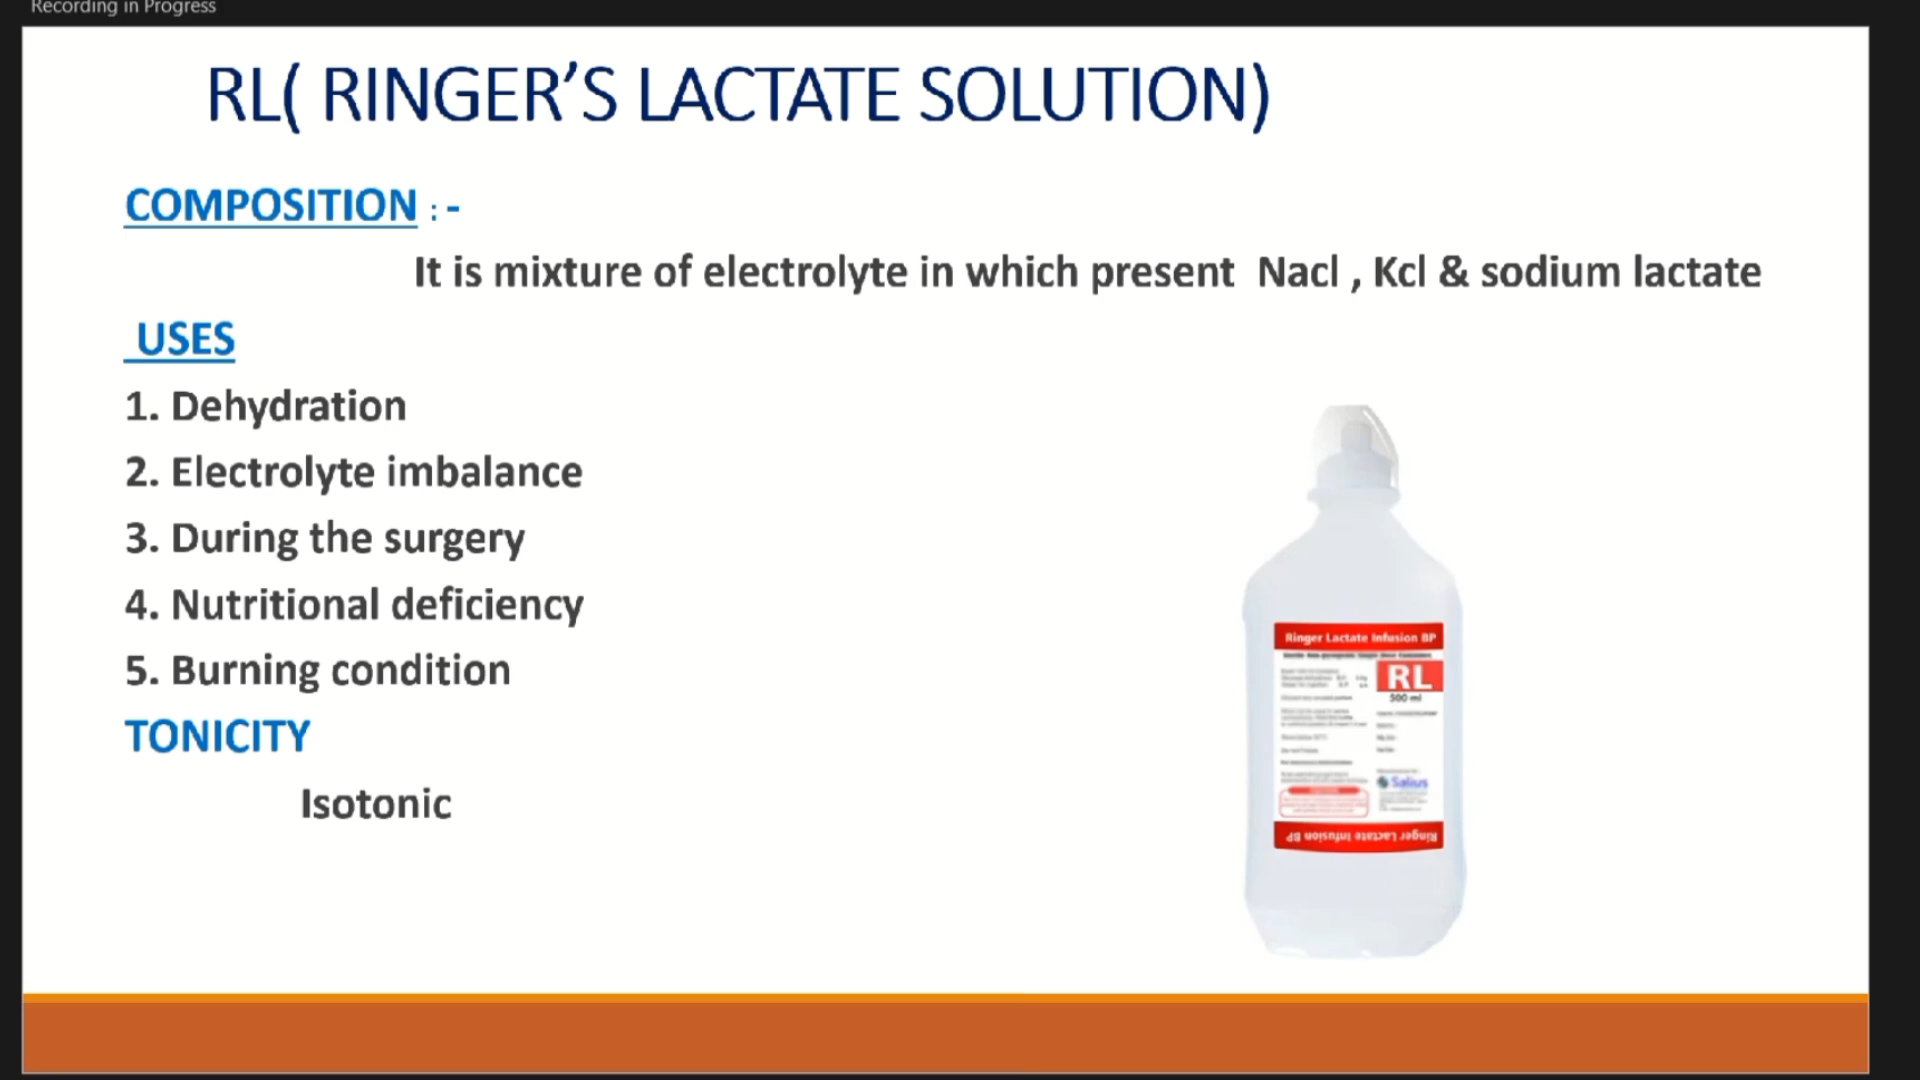 Recording in Progress
RL( RINGER’S LACTATE SOLUTION)
COMPOSITION : -
It is mixture of electrolyte in which present Nacl , Kcl & sodium lactate
USES
1. Dehydration
2. Electrolyte imbalance
3. During the surgery
4. Nutritional deficiency
5. Burning condition
TONICITY
Isotonic
Ringer Lactate Infusion BP
RL
500 ml
Salius
Ringer Lactate Infusion BP